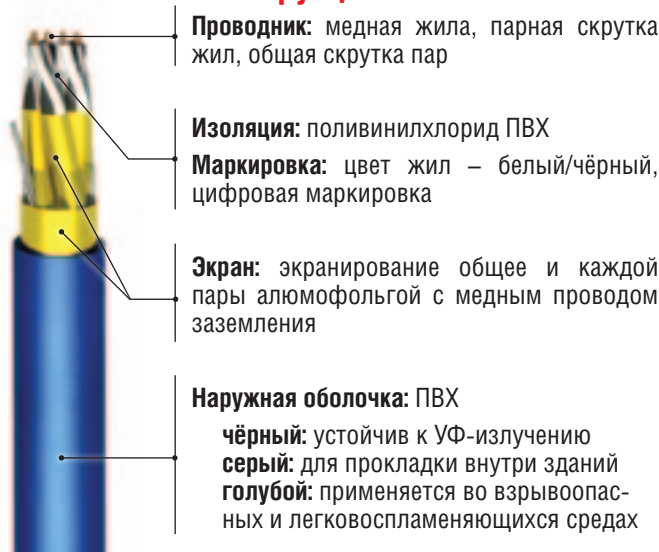 Проводник: медная жила, парная скрутка
жил, общая скрутка пар
Изоляция: поливинилхлорид ПВХ
Маркировка: цвет жил – белый/чёрный,
цифровая маркировка
Экран: экранирование общее и каждой
пары алюмофольгой с медным проводом
заземления
Наружная оболочка: ПВХ
чёрный: устойчив к УФ-излучению
серый: для прокладки внутри зданий
голубой: применяется во взрывоопас-
ных и легковоспламеняющихся средах